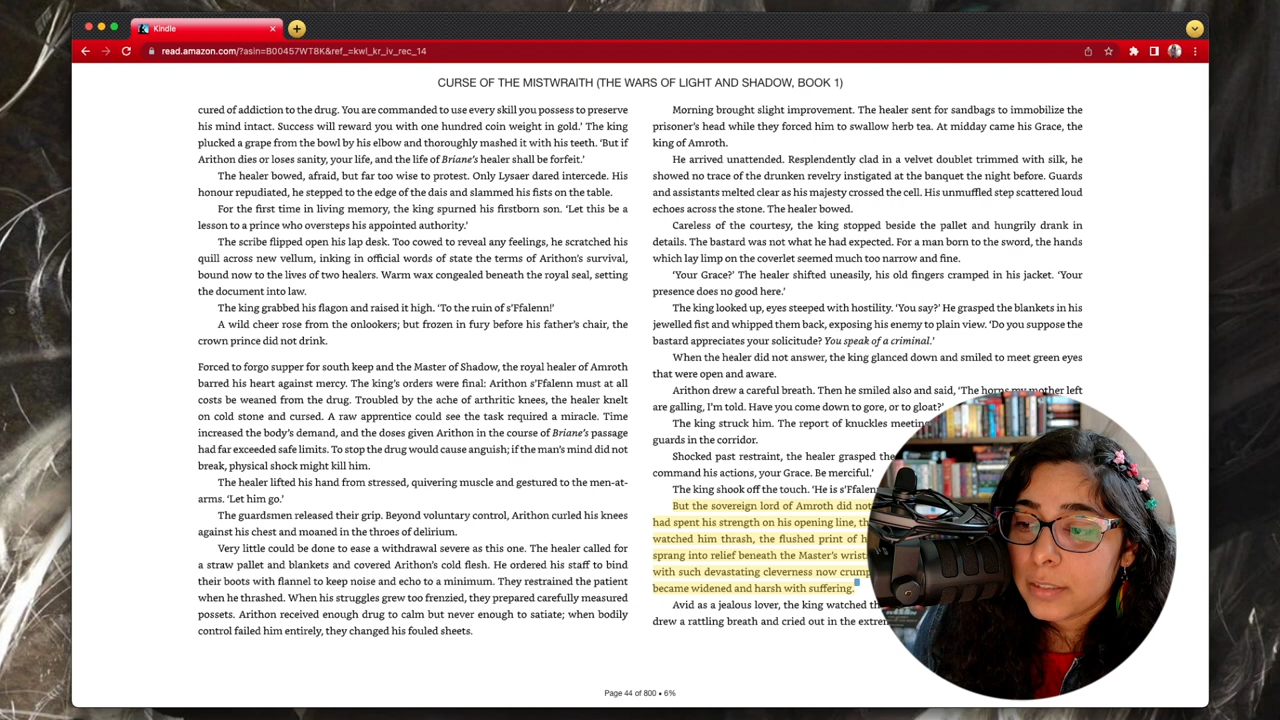 Kindle
read.amazon.com/?asin=B00457WT8K&ref_=kwl_kr_iv_rec_14
CURSE OF THE MISTWRAITH (THE WARS OF LIGHT AND SHADOW, BOOK 1)
cured of addiction to the drug. You are commanded to use every skill you possess to preserve
his mind intact. Success will reward you with one hundred coin weight in gold.’ The king
plucked a grape from the bowl by his elbow and thoroughly mashed it with his teeth. ‘But if
Arithon dies or loses sanity, your life, and the life of Briane’s healer shall be forfeit.’
The healer bowed, afraid, but far too wise to protest. Only Lysaer dared intercede. His
honour repudiated, he stepped to the edge of the dais and slammed his fists on the table.
For the first time in living memory, the king spurned his firstborn son. ‘Let this be a
lesson to a prince who oversteps his appointed authority.’
The scribe flipped open his lap desk. Too cowed to reveal any feelings, he scratched his
quill across new vellum, inking in official words of state the terms of Arithon’s survival,
bound now to the lives of two healers. Warm wax congealed beneath the royal seal, setting
the document into law.
The king grabbed his flagon and raised it high. ‘To the ruin of s’Ffalenn!’
A wild cheer rose from the onlookers; but frozen in fury before his father’s chair, the
crown prince did not drink.
Forced to forgo supper for south keep and the Master of Shadow, the royal healer of Amroth
barred his heart against mercy. The king’s orders were final: Arithon s’Ffalenn must at all
costs be weaned from the drug. Troubled by the ache of arthritic knees, the healer knelt
on cold stone and cursed. A raw apprentice could see the task required a miracle. Time
increased the body’s demand, and the doses given Arithon in the course of Briane’s passage
had far exceeded safe limits. To stop the drug would cause anguish; if the man’s mind did not
break, physical shock might kill him.
The healer lifted his hand from stressed, quivering muscle and gestured to the men-at-
arms. ‘Let him go.’
The guardsmen released their grip. Beyond voluntary control, Arithon curled his knees
against his chest and moaned in the throes of delirium.
Very little could be done to ease a withdrawal severe as this one. The healer called for
a straw pallet and blankets and covered Arithon’s cold flesh. He ordered his staff to bind
their boots with flannel to keep noise and echo to a minimum. They restrained the patient
when he thrashed. When his struggles grew too frenzied, they prepared carefully measured
possets. Arithon received enough drug to calm but never enough to satiate; when bodily
control failed him entirely, they changed his fouled sheets.
Morning brought slight improvement. The healer sent for sandbags to immobilize the
prisoner’s head while they forced him to swallow herb tea. At midday came his Grace, the
king of Amroth.
He arrived unattended. Resplendently clad in a velvet doublet trimmed with silk, he
showed no trace of the drunken revelry instigated at the banquet the night before. Guards
and assistants melted clear as his majesty crossed the cell. His unmuffled step scattered loud
echoes across the stone. The healer bowed.
Careless of the courtesy, the king stopped beside the pallet and hungrily drank in
details. The bastard was not what he had expected. For a man born to the sword, the hands
which lay limp on the coverlet seemed much too narrow and fine.
‘Your Grace?’ The healer shifted uneasily, his old fingers cramped in his jacket. ‘Your
presence does no good here.’
The king looked up, eyes steeped with hostility. ‘You say?’ He grasped the blankets in his
jewelled fist and whipped them back, exposing his enemy to plain view. ‘Do you suppose the
bastard appreciates your solicitude? You speak of a criminal.’
When the healer did not answer, the king glanced down and smiled to meet green eyes
that were open and aware.
Arithon drew a careful breath. Then he smiled also and said, ‘The horns my mother left
are galling, I’m told. Have you come down to gore, or to gloat?’
The king struck him. The report of knuckles meeting
guards in the corridor.
Shocked past restraint, the healer grasped the
command his actions, your Grace. Be merciful.’
The king shook off the touch. ‘He is s’Ffalenn
But the sovereign lord of Amroth did not
had spent his strength on his opening line,
watched him thrash, the flushed print of
sprang into relief beneath the Master’s
with such devastating cleverness now
became widened and harsh with suffering.
Avid as a jealous lover, the king watched
drew a rattling breath and cried out in the
Page 44 of 800 • 6%